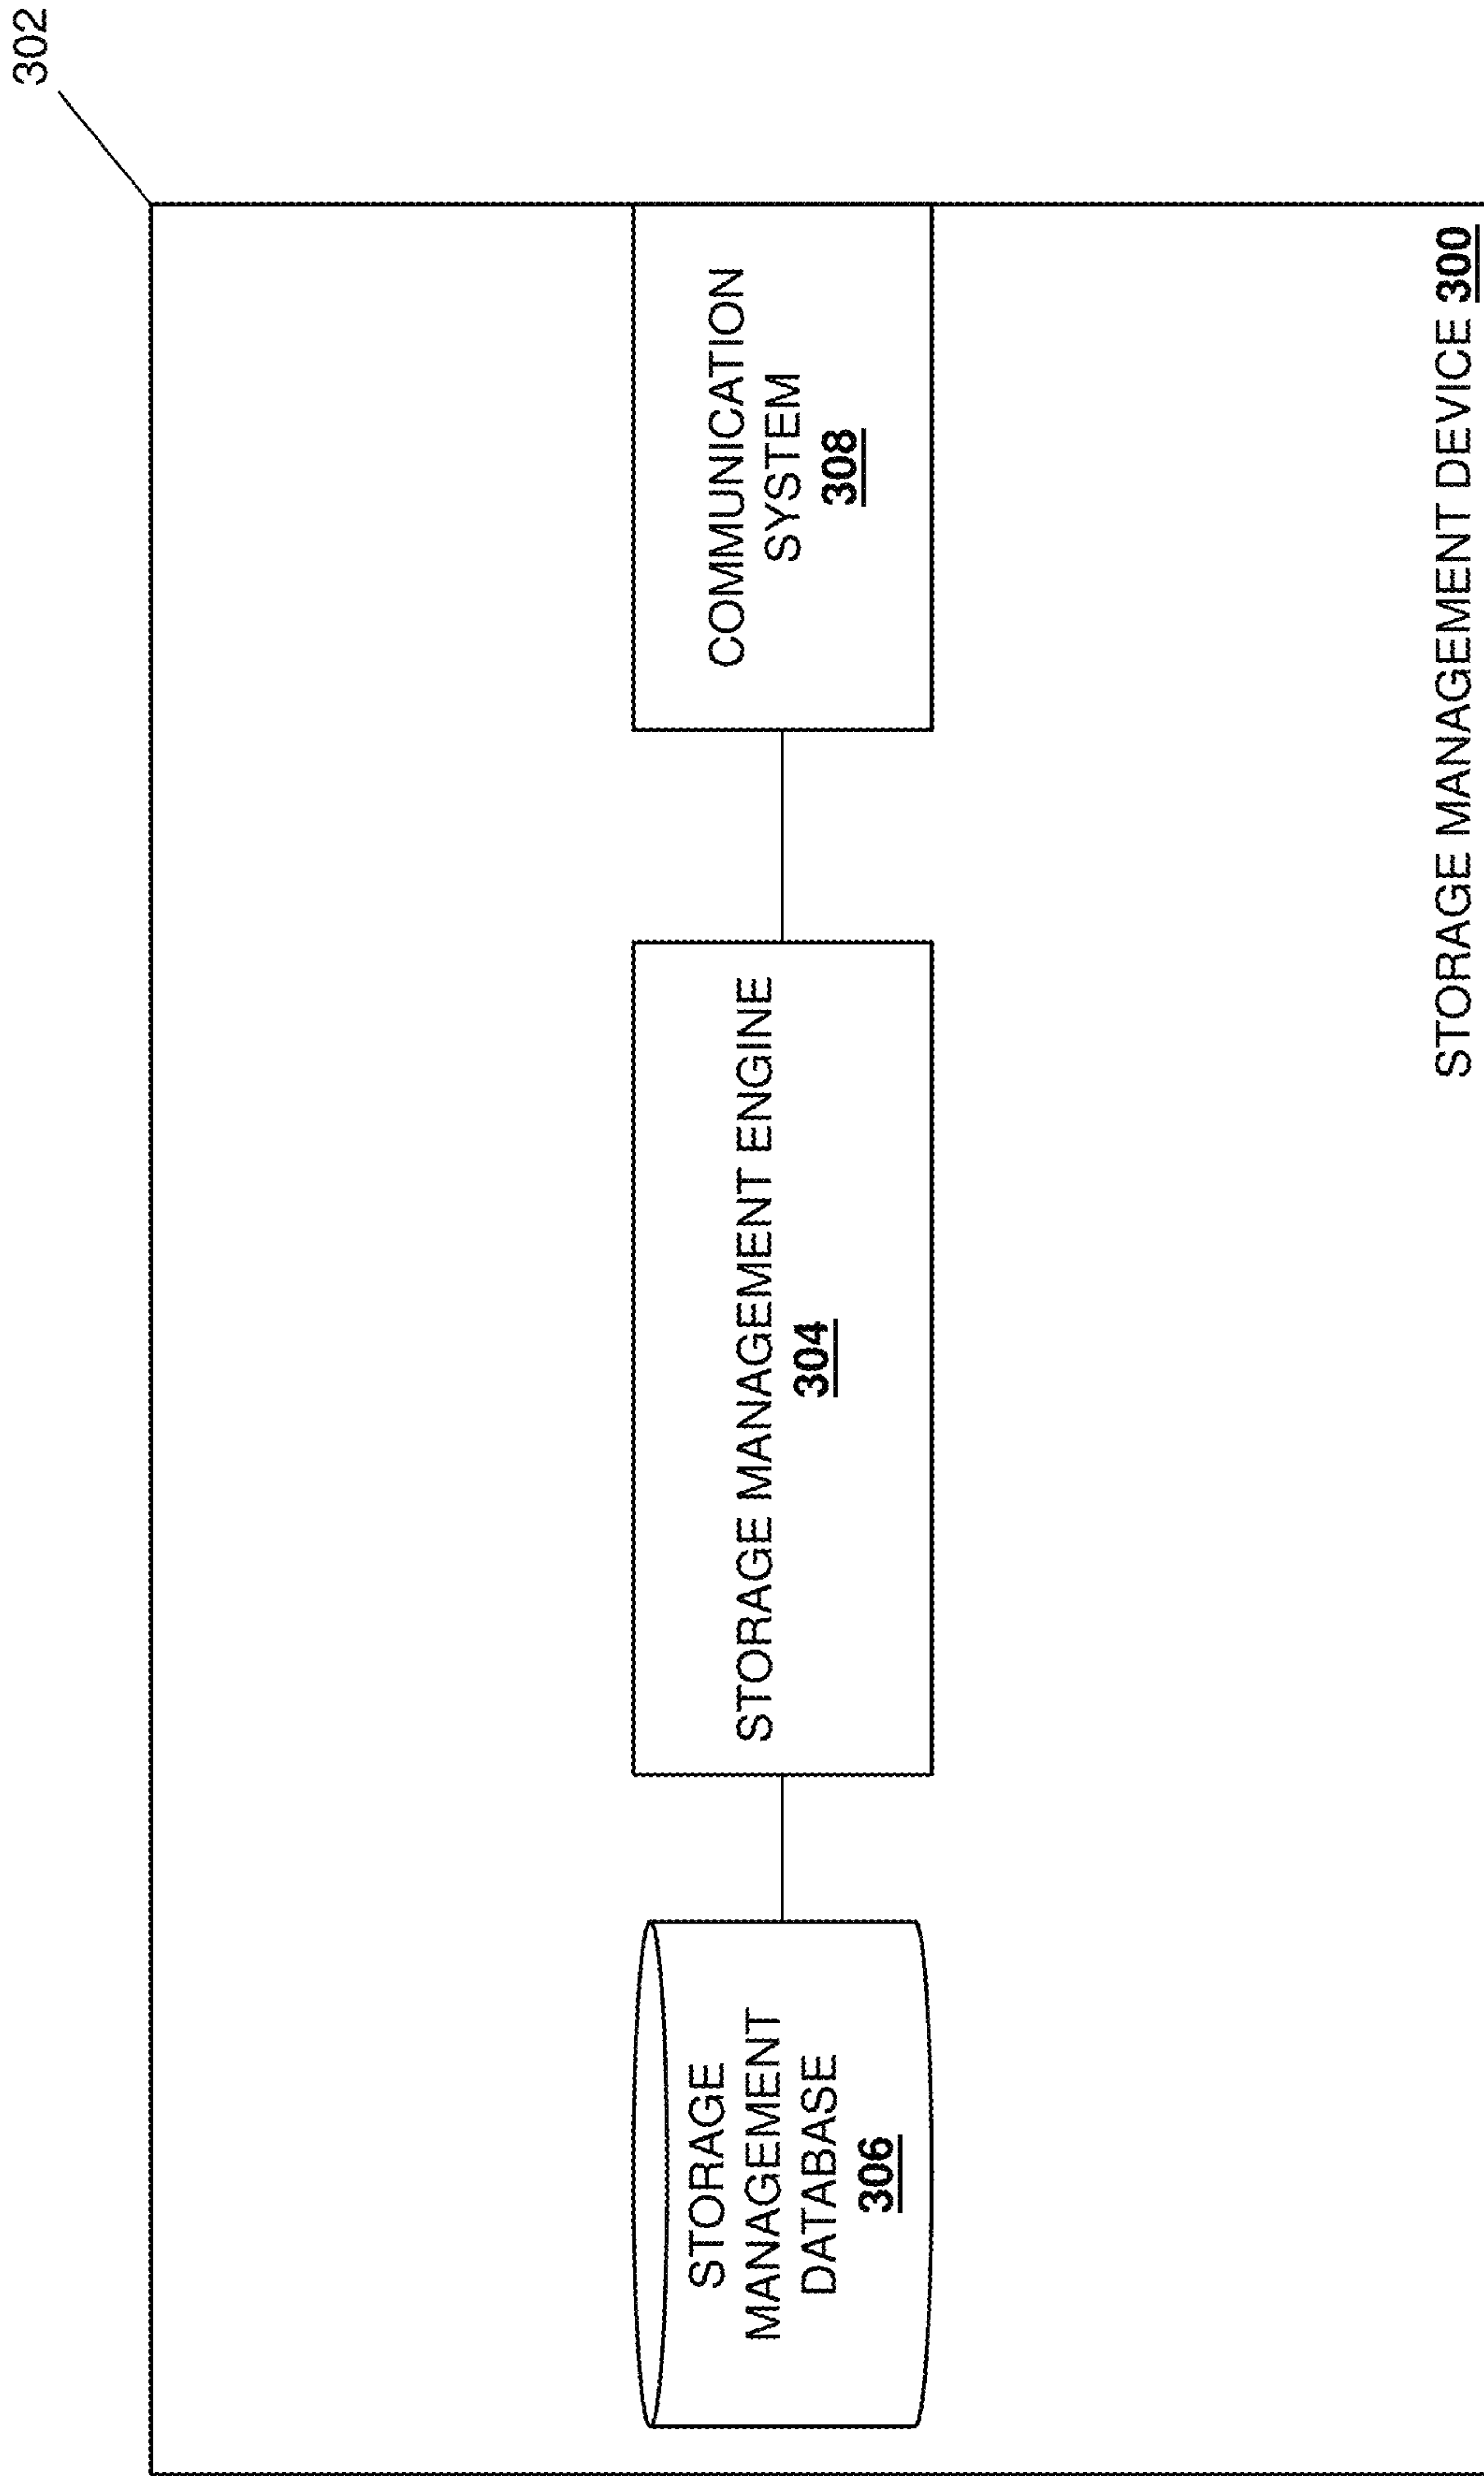 302
STORAGE
MANAGEMENT
DATABASE
306
STORAGE MANAGEMENT ENGINE
304
COMMUNICATION
SYSTEM
308
STORAGE MANAGEMENT DEVICE 300